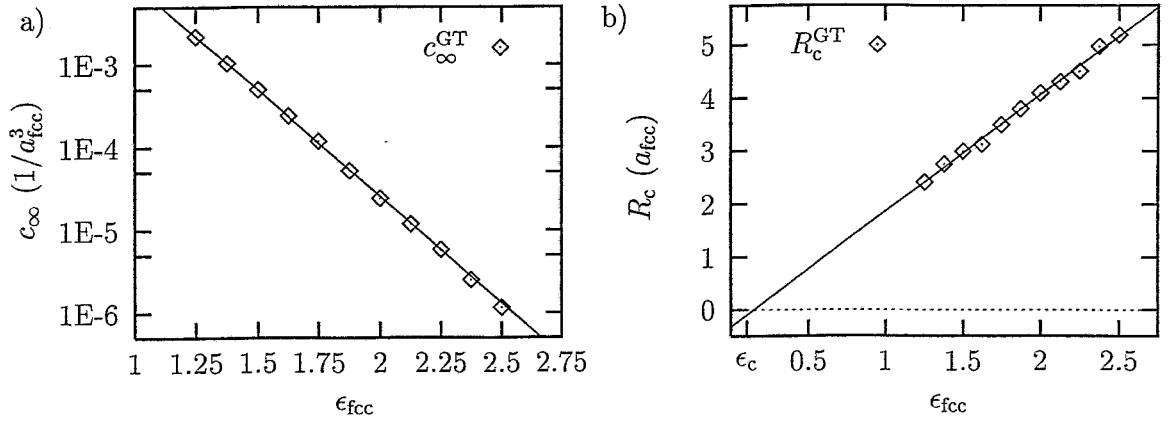 a)
c∞^GT
1E-3
1E-4
1E-5
1E-6
c∞ (1/a³fcc)
1 1.25 1.5 1.75 2 2.25 2.5 2.75
ϵfcc
b)
Rc^GT
5
4
3
2
1
0
Rc (afcc)
ϵc 0.5 1 1.5 2 2.5
ϵfcc